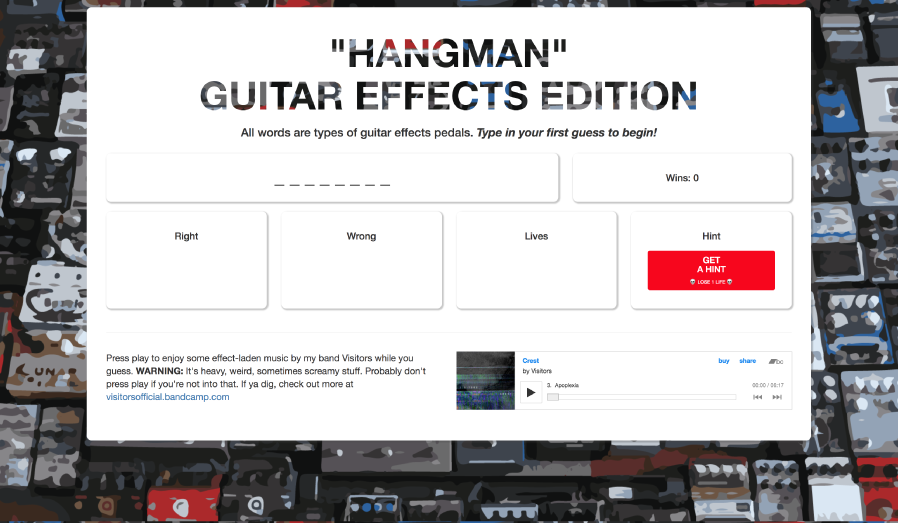 "HANGMAN"
GUITAR EFFECTS EDITION
All words are types of guitar effects pedals. Type in your first guess to begin!
_ _ _ _ _ _ _ _
Wins: 0
Right
Wrong
Lives
Hint
GET
A HINT
💀 LOSE 1 LIFE 💀
Press play to enjoy some effect-laden music by my band Visitors while you
guess. WARNING: It's heavy, weird, sometimes screamy stuff. Probably don't
press play if you're not into that. If ya dig, check out more at
visitorsofficial.bandcamp.com
Crest
buy share bc
by Visitors
3. Apoplexia
00:00 / 08:17